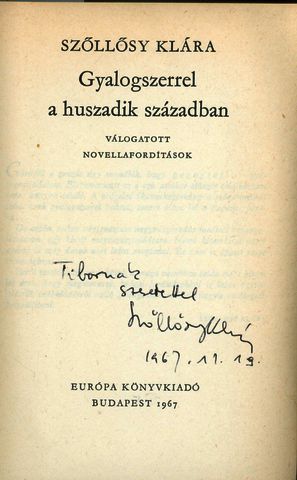 SZŐLLŐSY KLÁRA
Gyalogszerrel
a huszadik században
VÁLOGATOTT
NOVELLAFORDÍTÁSOK
Tibornak
szeretettel
Szőllősy Klára
1967. 11. 19.
EURÓPA KÖNYVKIADÓ
BUDAPEST 1967